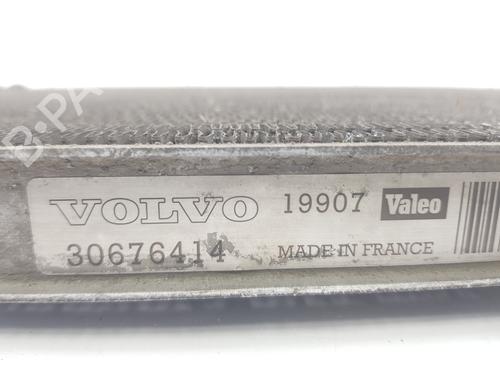 VOLVO 19907 Valeo
30676414 MADE IN FRANCE